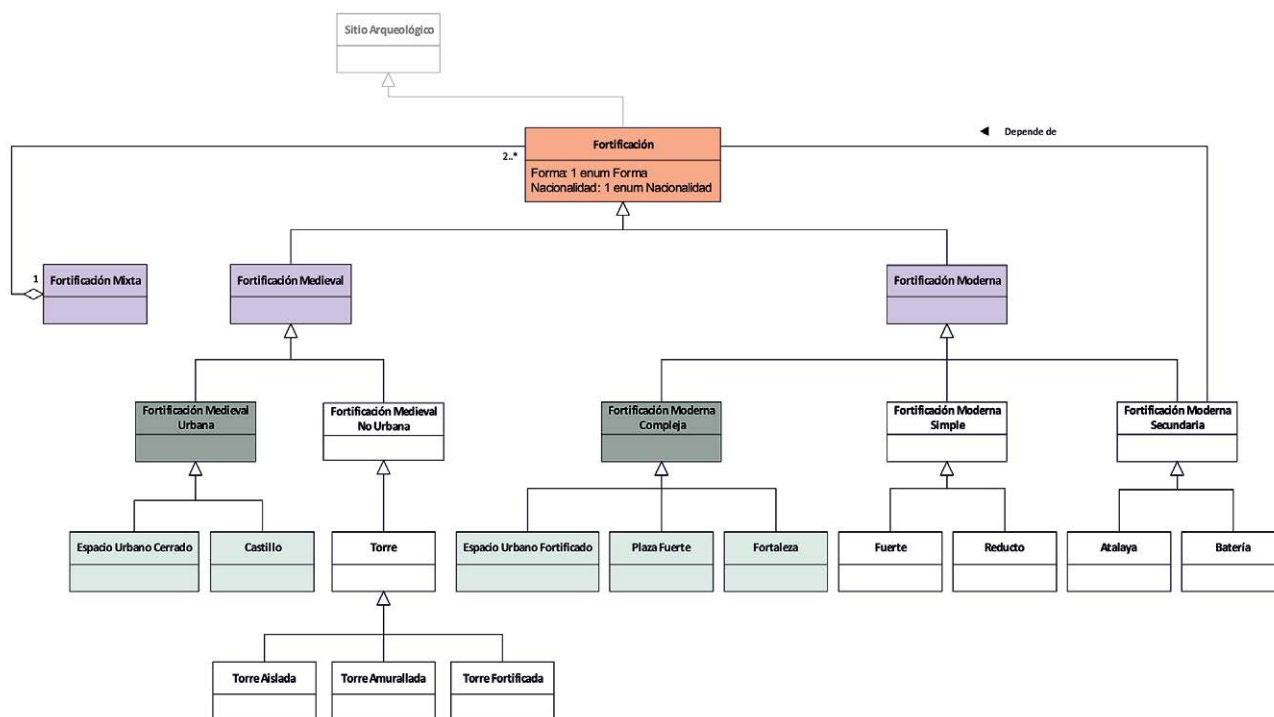 Sitio Arqueológico
◄ Depende de
Fortificación
2..*
Forma: 1 enum Forma
Nacionalidad: 1 enum Nacionalidad
1
Fortificación Mixta
Fortificación Medieval
Fortificación Moderna
Fortificación Medieval
Urbana
Fortificación Medieval
No Urbana
Fortificación Moderna
Compleja
Fortificación Moderna
Simple
Fortificación Moderna
Secundaria
Espacio Urbano Cerrado
Castillo
Torre
Espacio Urbano Fortificado
Plaza Fuerte
Fortaleza
Fuerte
Reducto
Atalaya
Batería
Torre Aislada
Torre Amurallada
Torre Fortificada